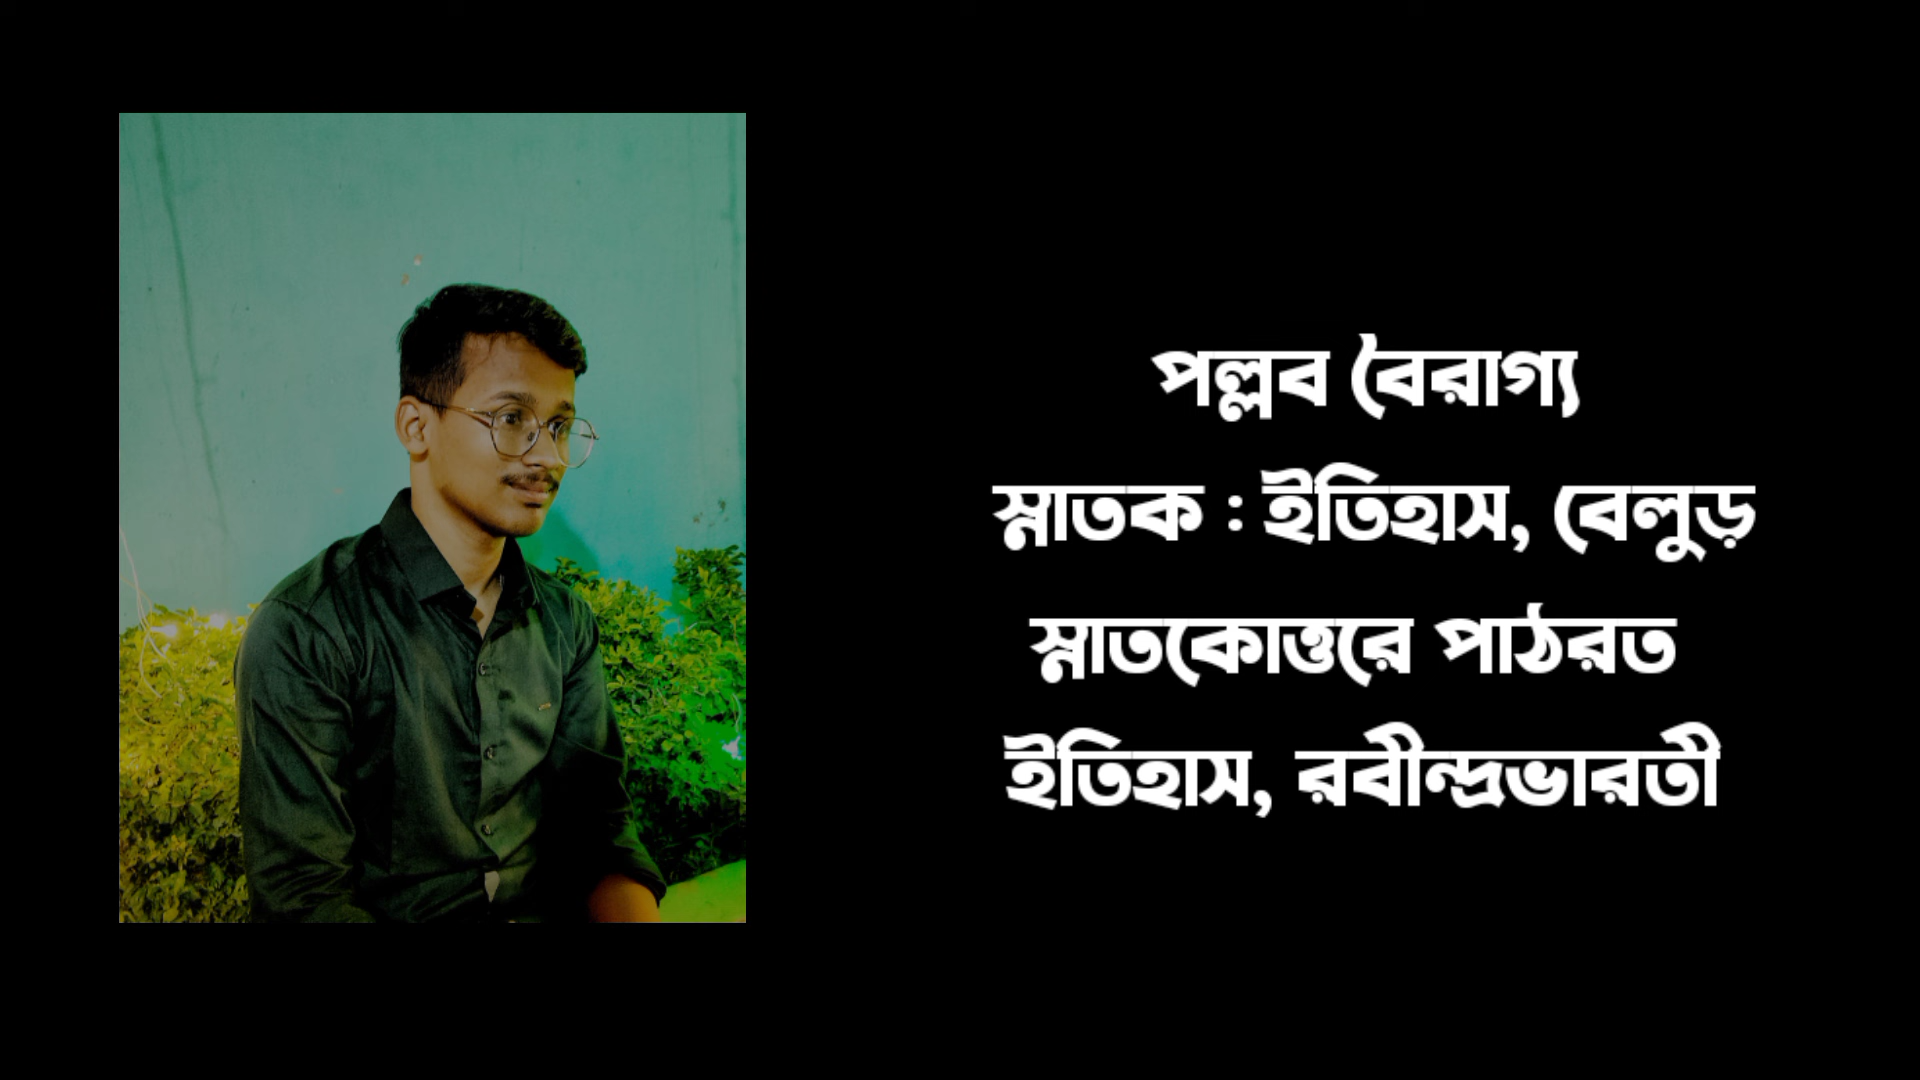 পল্লব বৈরাগ্য
স্নাতক : ইতিহাস, বেলুড়
স্নাতকোত্তরে পাঠরত
ইতিহাস, রবীন্দ্রভারতী